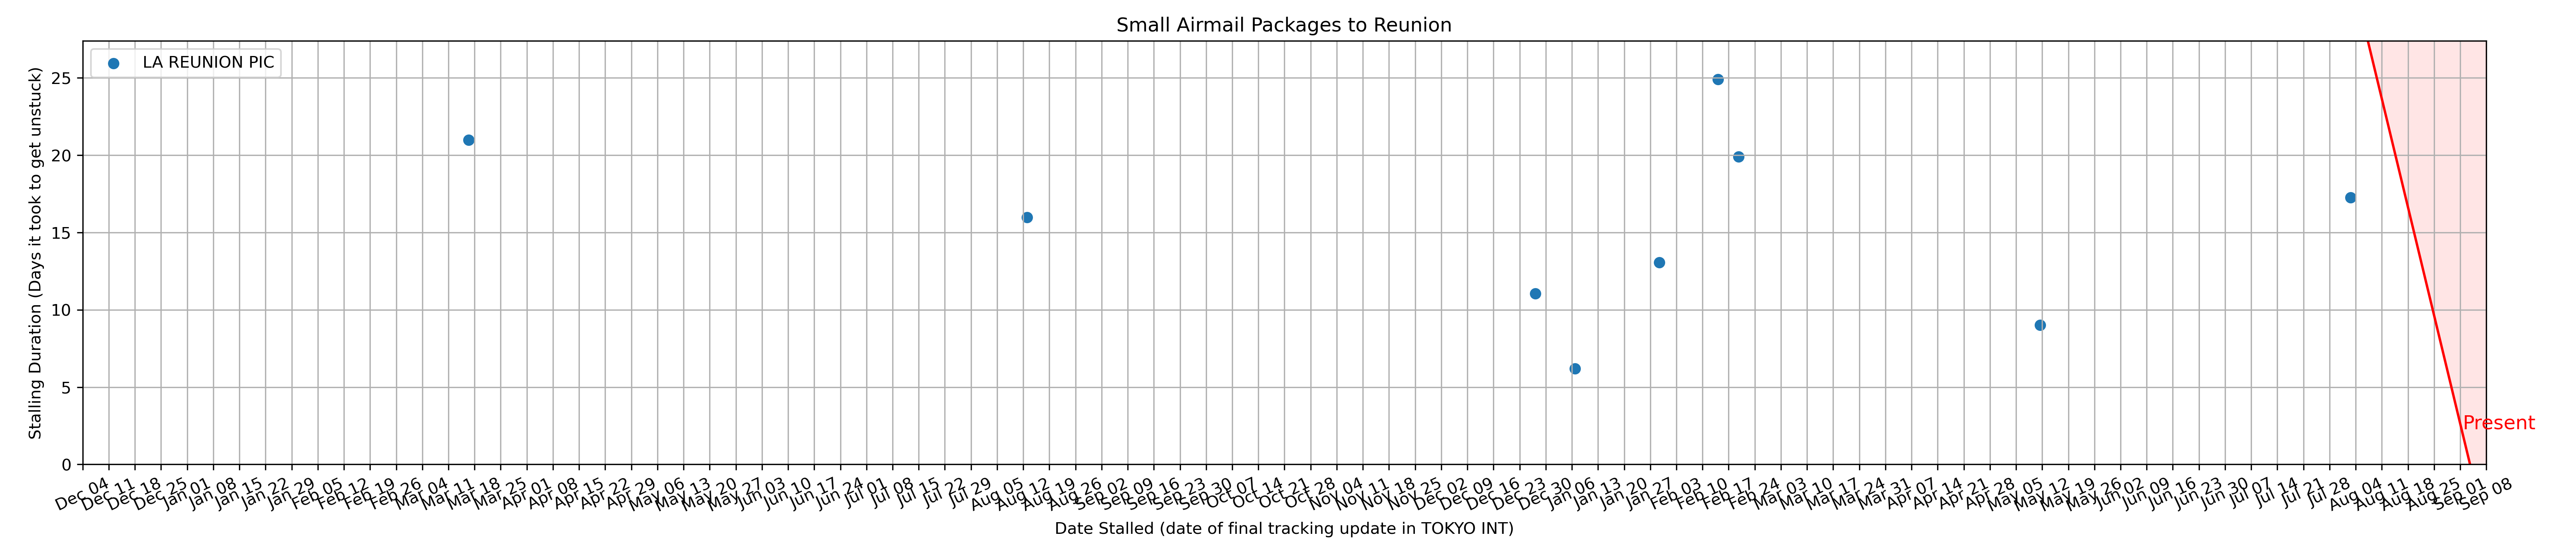 Small Airmail Packages to Reunion
LA REUNION PIC
Stalling Duration (Days it took to get unstuck)
25
20
15
10
5
0
Present
Dec 04 Dec 11 Dec 18 Dec 25 Jan 01 Jan 08 Jan 15 Jan 22 Jan 29 Feb 05 Feb 12 Feb 19 Feb 26 Mar 04 Mar 11 Mar 18 Mar 25 Apr 01 Apr 08 Apr 15 Apr 22 Apr 29 May 06 May 13 May 20 May 27 Jun 03 Jun 10 Jun 17 Jun 24 Jul 01 Jul 08 Jul 15 Jul 22 Jul 29 Aug 05 Aug 12 Aug 19 Aug 26 Sep 02 Sep 09 Sep 16 Sep 23 Sep 30 Oct 07 Oct 14 Oct 21 Oct 28 Nov 04 Nov 11 Nov 18 Nov 25 Dec 02 Dec 09 Dec 16 Dec 23 Dec 30 Jan 06 Jan 13 Jan 20 Jan 27 Feb 03 Feb 10 Feb 17 Feb 24 Mar 03 Mar 10 Mar 17 Mar 24 Mar 31 Apr 07 Apr 14 Apr 21 Apr 28 May 05 May 12 May 19 May 26 Jun 02 Jun 09 Jun 16 Jun 23 Jun 30 Jul 07 Jul 14 Jul 21 Jul 28 Aug 04 Aug 11 Aug 18 Aug 25 Sep 01 Sep 08
Date Stalled (date of final tracking update in TOKYO INT)